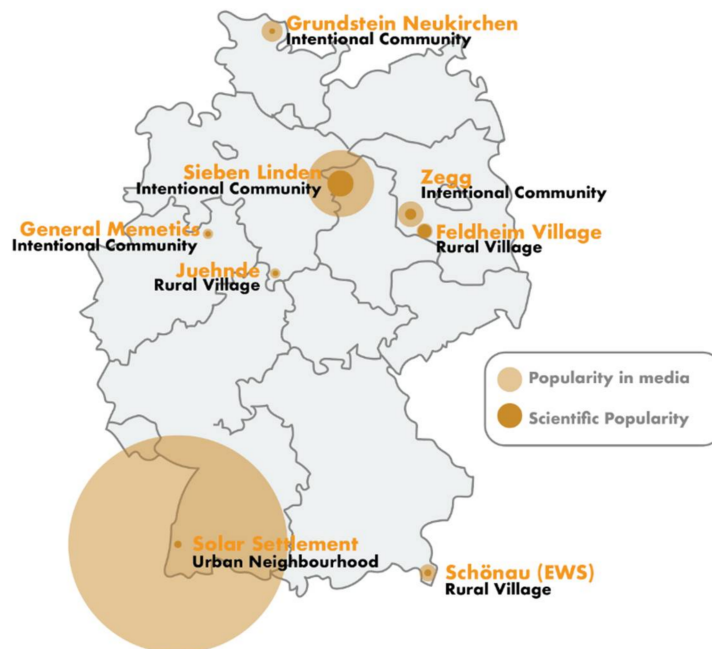 Grundstein Neukirchen
Intentional Community
Sieben Linden
Intentional Community
Zegg
Intentional Community
General Memetics
Intentional Community
Feldheim Village
Rural Village
Juehnde
Rural Village
Popularity in media
Scientific Popularity
Solar Settlement
Urban Neighbourhood
Schönau (EWS)
Rural Village